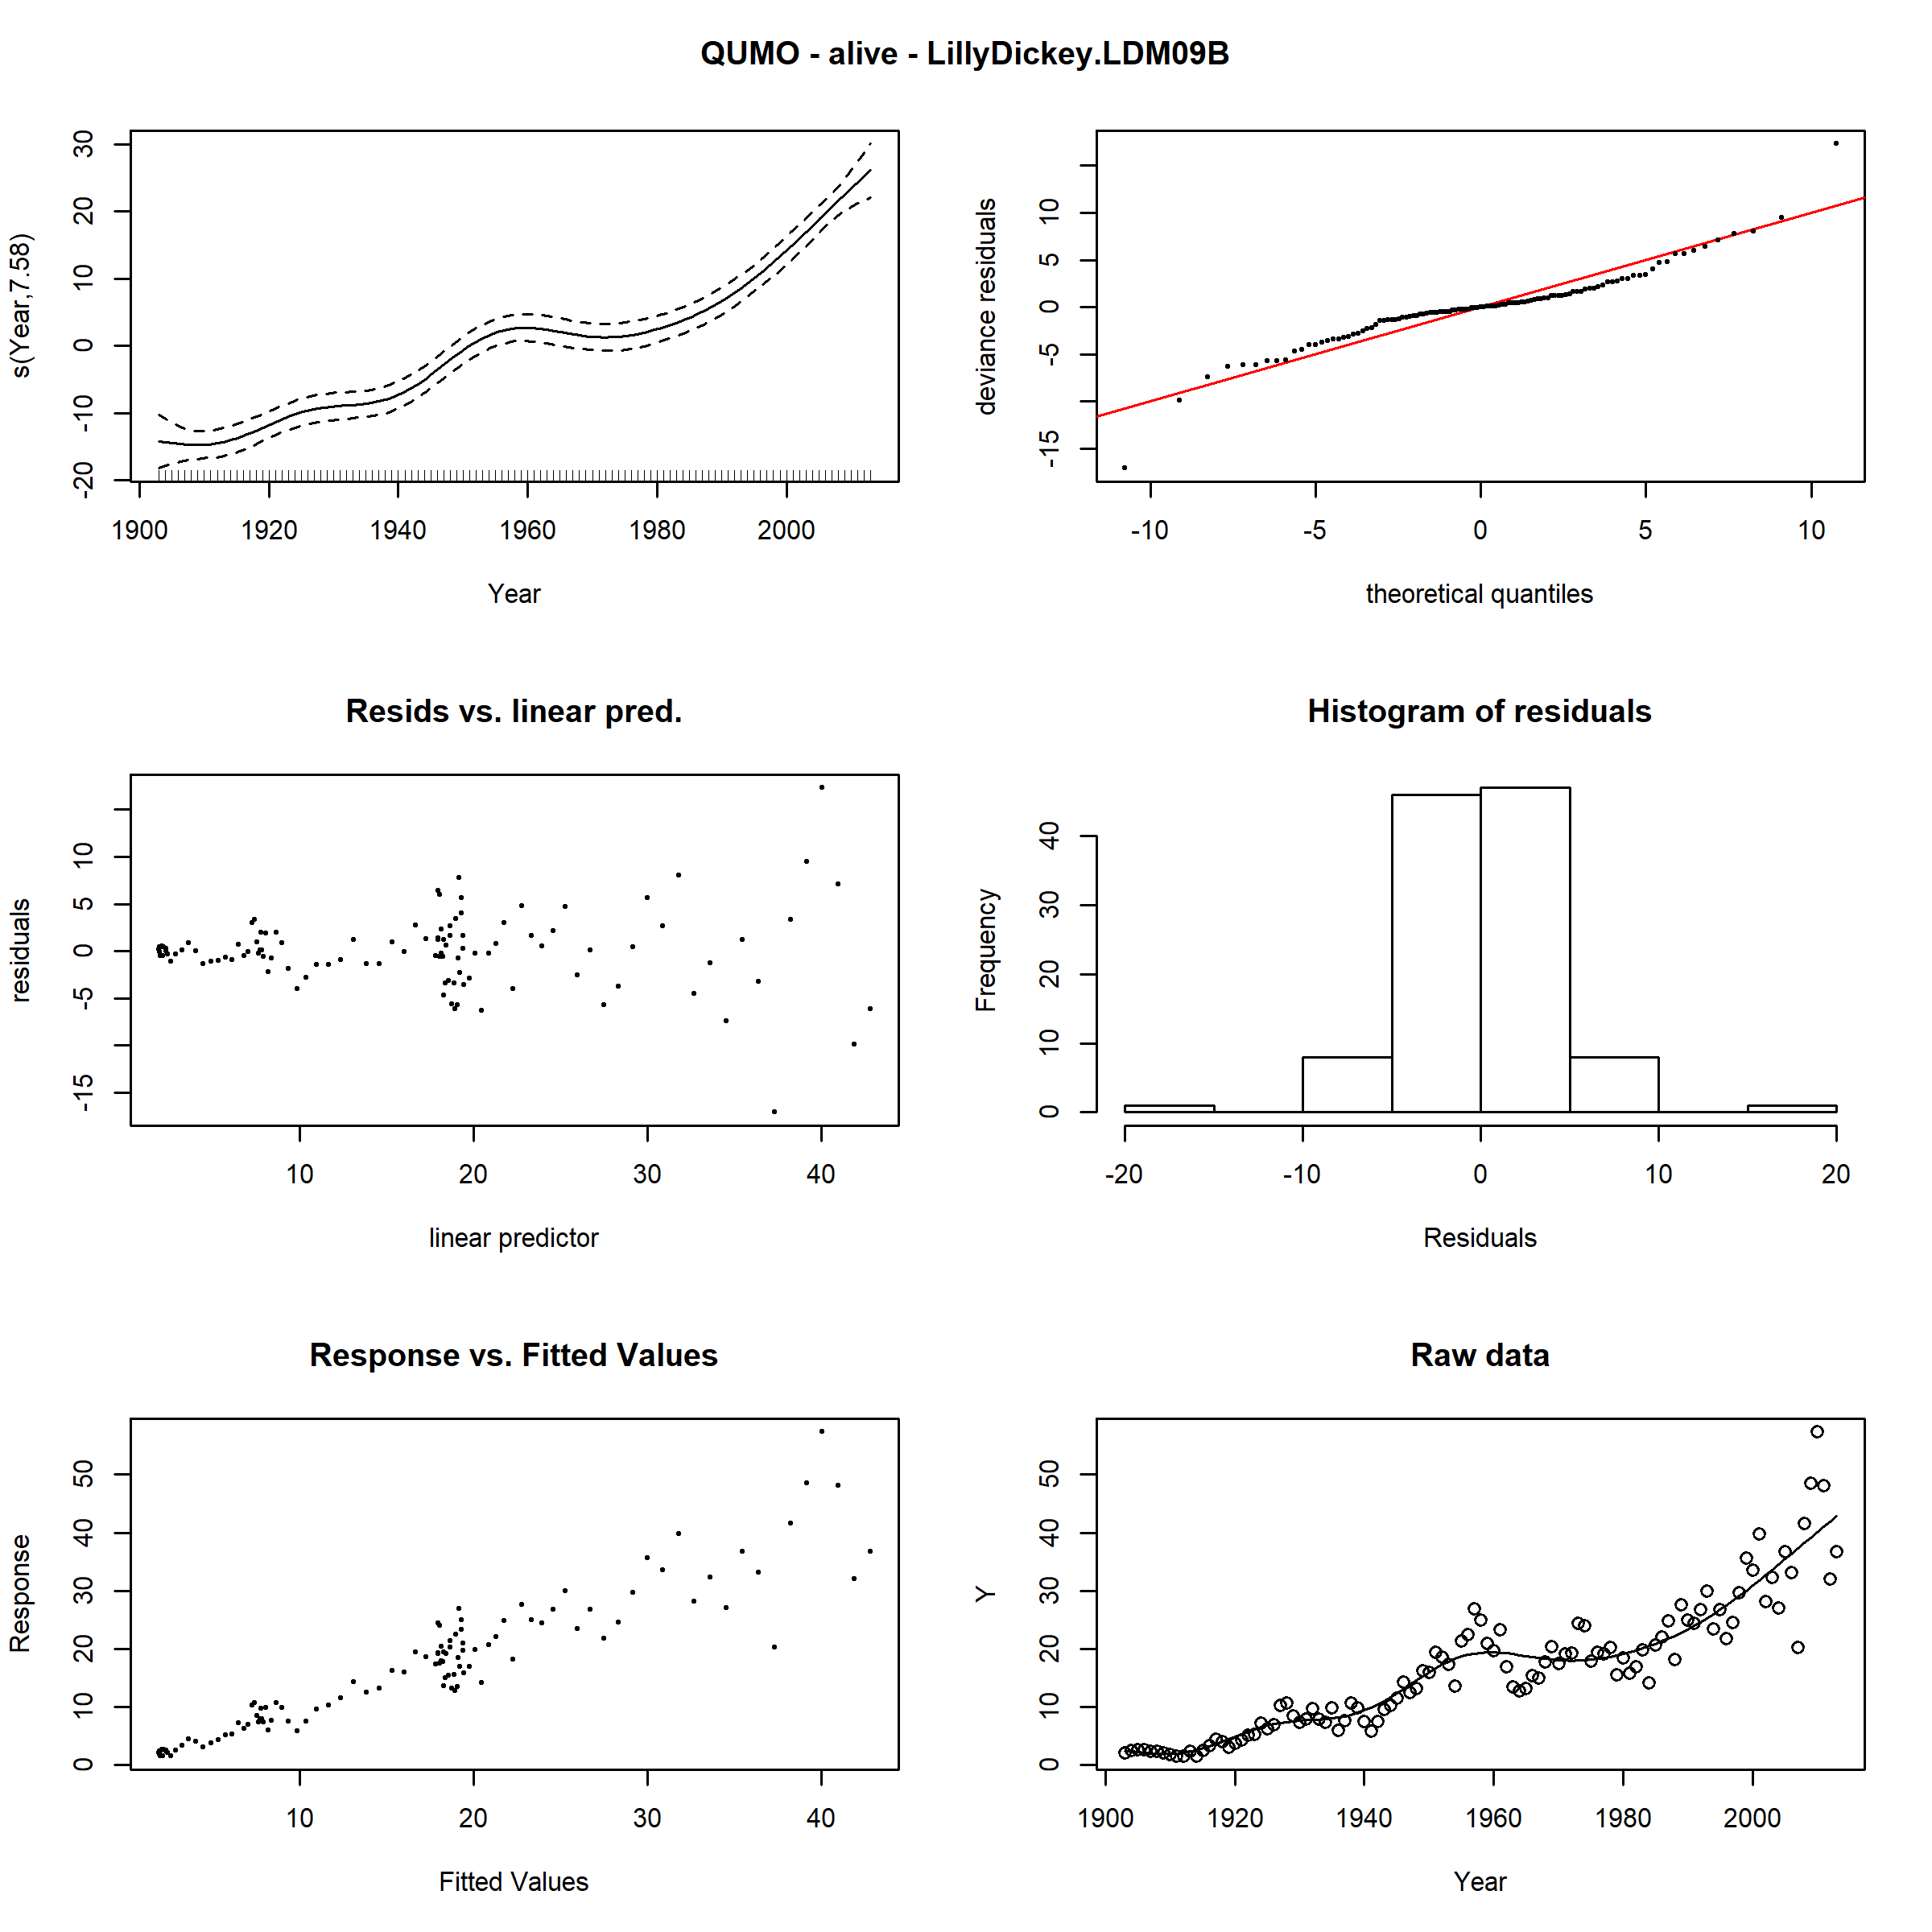 QUMO - alive - LillyDickey.LDM09B
s(Year,7.58)
-20 -10 0 10 20 30
1900 1920 1940 1960 1980 2000
Year
deviance residuals
-15 -5 0 5 10
-10 -5 0 5 10
theoretical quantiles
Resids vs. linear pred.
residuals
-15 -5 0 5 10
10 20 30 40
linear predictor
Histogram of residuals
Frequency
0 10 20 30 40
-20 -10 0 10 20
Residuals
Response vs. Fitted Values
Response
0 10 20 30 40 50
10 20 30 40
Fitted Values
Raw data
Y
0 10 20 30 40 50
1900 1920 1940 1960 1980 2000
Year